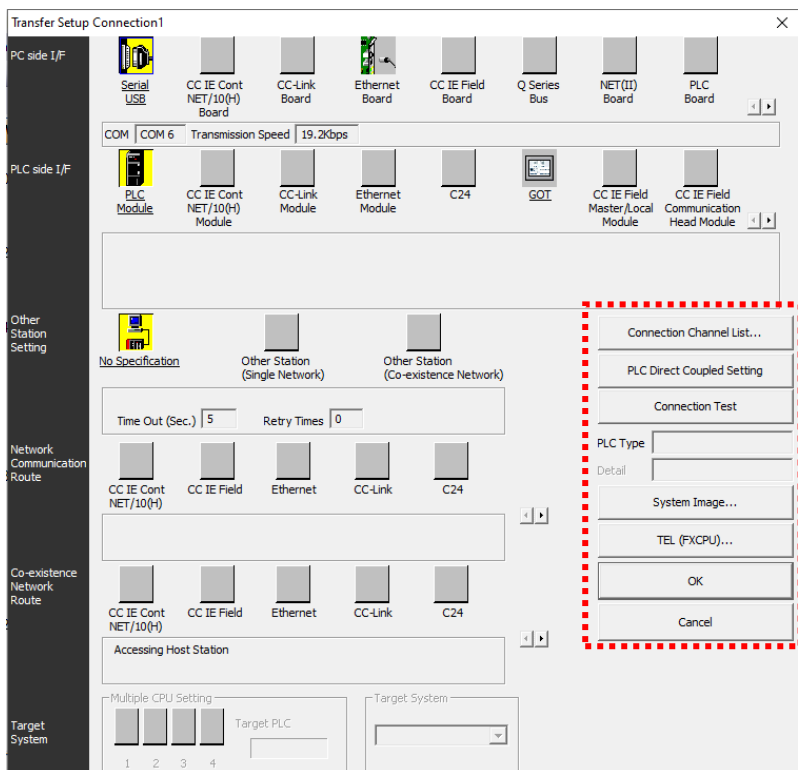 Transfer Setup Connection1
PC side I/F
Serial
USB
CC IE Cont
NET/10(H)
Board
CC-Link
Board
Ethernet
Board
CC IE Field
Board
Q Series
Bus
NET(II)
Board
PLC
Board
COM COM 6 Transmission Speed 19.2Kbps
PLC side I/F
PLC
Module
CC IE Cont
NET/10(H)
Module
CC-Link
Module
Ethernet
Module
C24
GOT
CC IE Field
Master/Local
Module
CC IE Field
Communication
Head Module
Other
Station
Setting
No Specification
Other Station
(Single Network)
Other Station
(Co-existence Network)
Time Out (Sec.) 5 Retry Times 0
Connection Channel List...
PLC Direct Coupled Setting
Connection Test
PLC Type
Detail
System Image...
TEL (FXCPU)...
OK
Cancel
Network
Communication
Route
CC IE Cont
NET/10(H)
CC IE Field
Ethernet
CC-Link
C24
Co-existence
Network
Route
CC IE Cont
NET/10(H)
CC IE Field
Ethernet
CC-Link
C24
Accessing Host Station
Target
System
Multiple CPU Setting
1 2 3 4
Target PLC
Target System